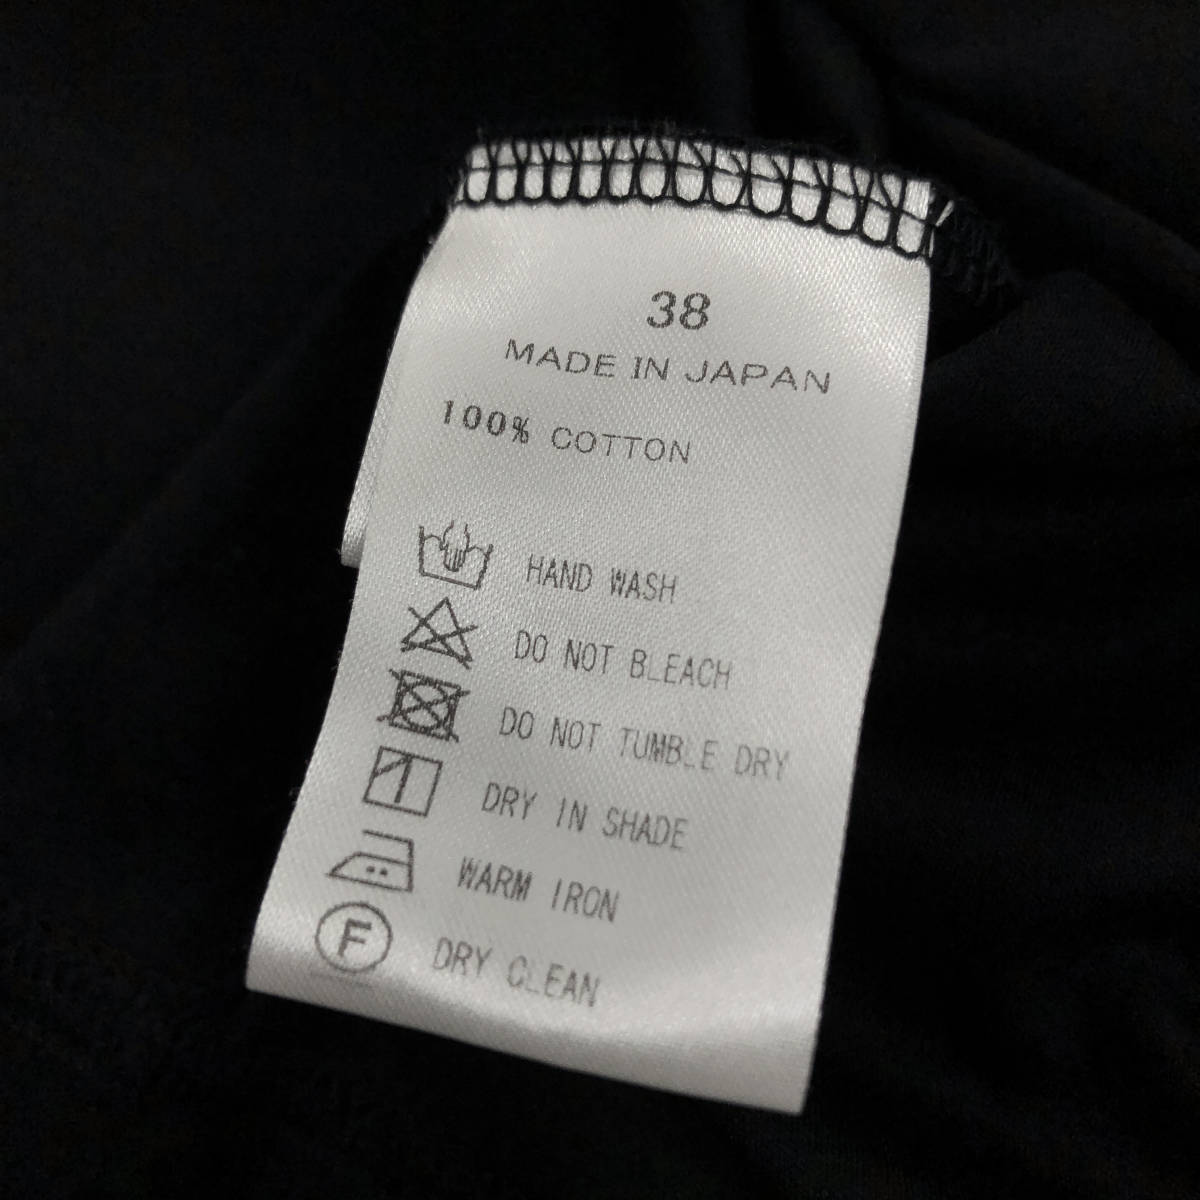 38
MADE IN JAPAN
100% COTTON
HAND WASH
DO NOT BLEACH
DO NOT TUMBLE DRY
DRY IN SHADE
WARM IRON
F DRY CLEAN